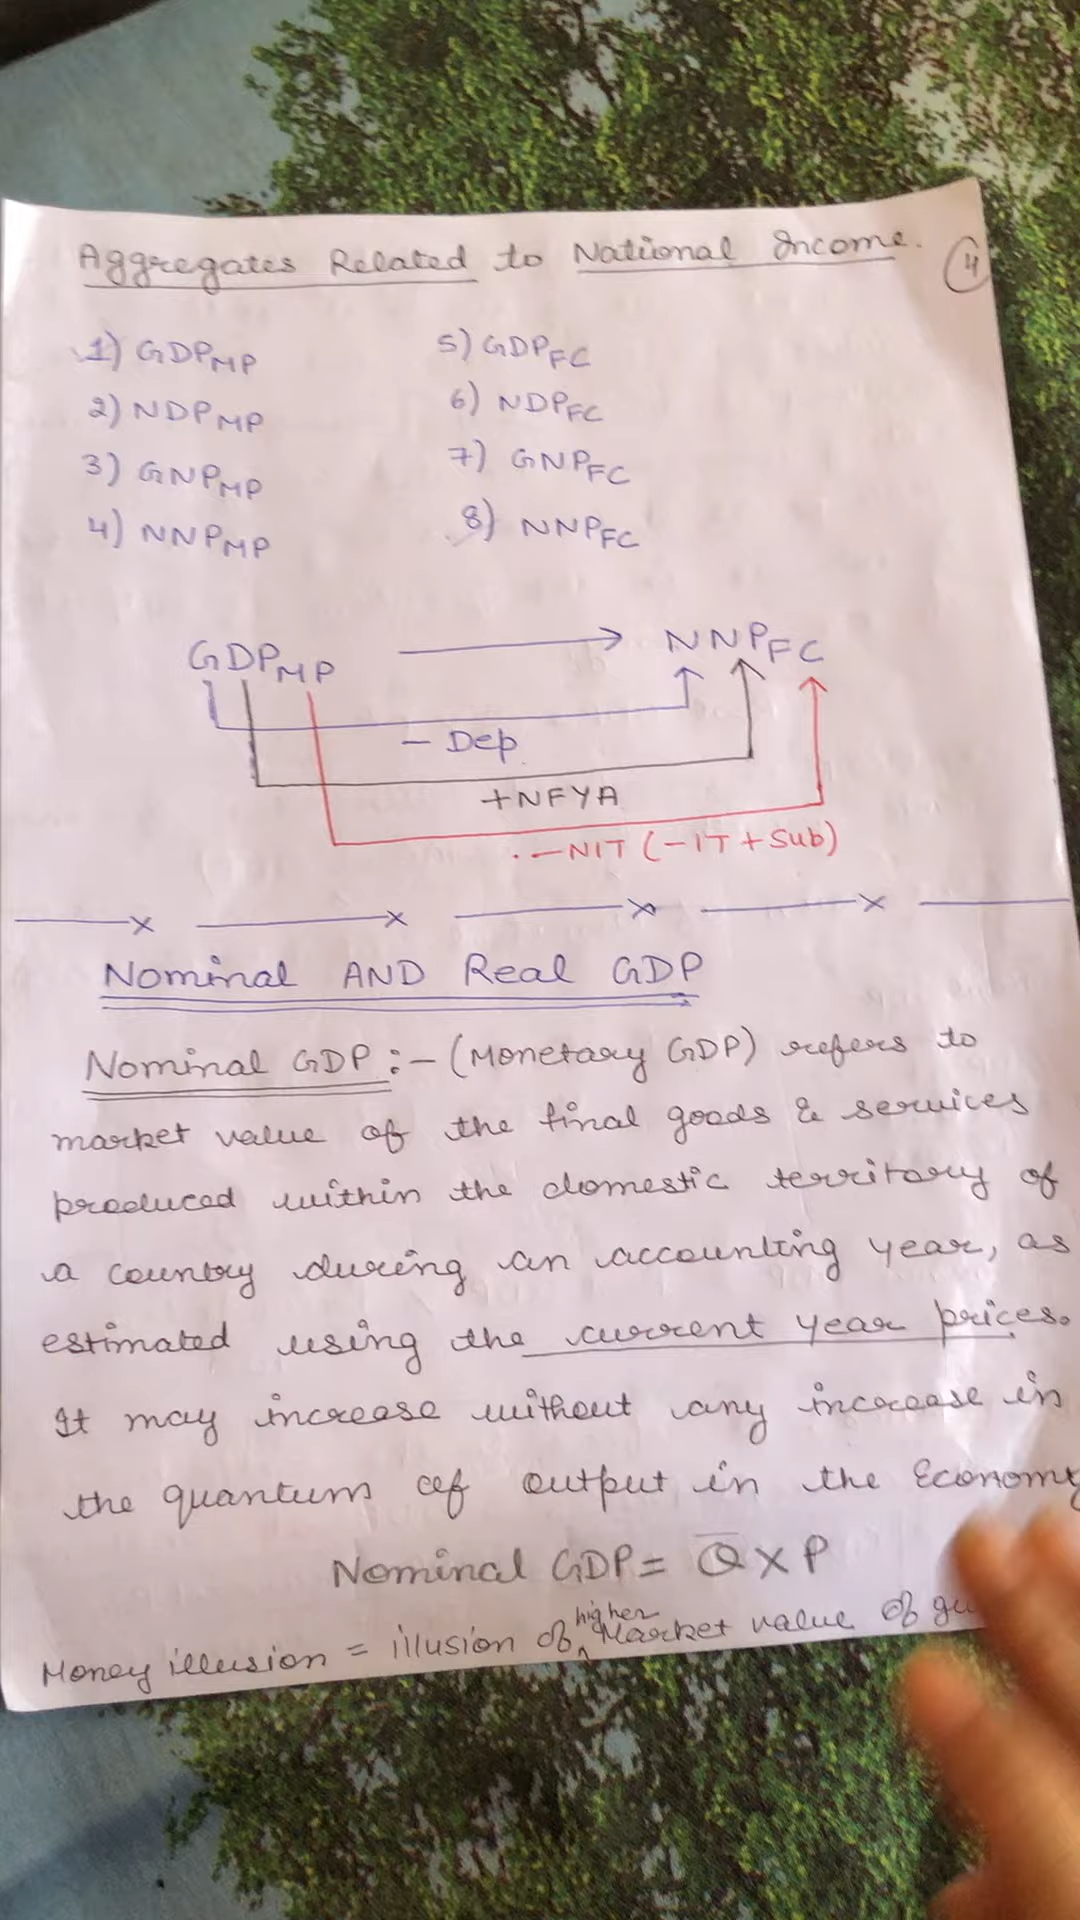 Aggregates Related to National Income.
4
1) GDPMP
2) NDPMP
3) GNPMP
4) NNPMP
5) GDPFC
6) NDPFC
7) GNPFC
8) NNPFC
GDPMP → NNPFC
- Dep.
+NFYA
-NIT (-IT + Sub)
Nominal AND Real GDP
Nominal GDP :- (Monetary GDP) refers to
market value of the final goods & services
produced within the domestic territory of
a country during an accounting year, as
estimated using the current year prices.
It may increase without any increase in
the quantum of output in the Economy
Nominal GDP = Q̅ X P
Money illusion = illusion of higher Market value of